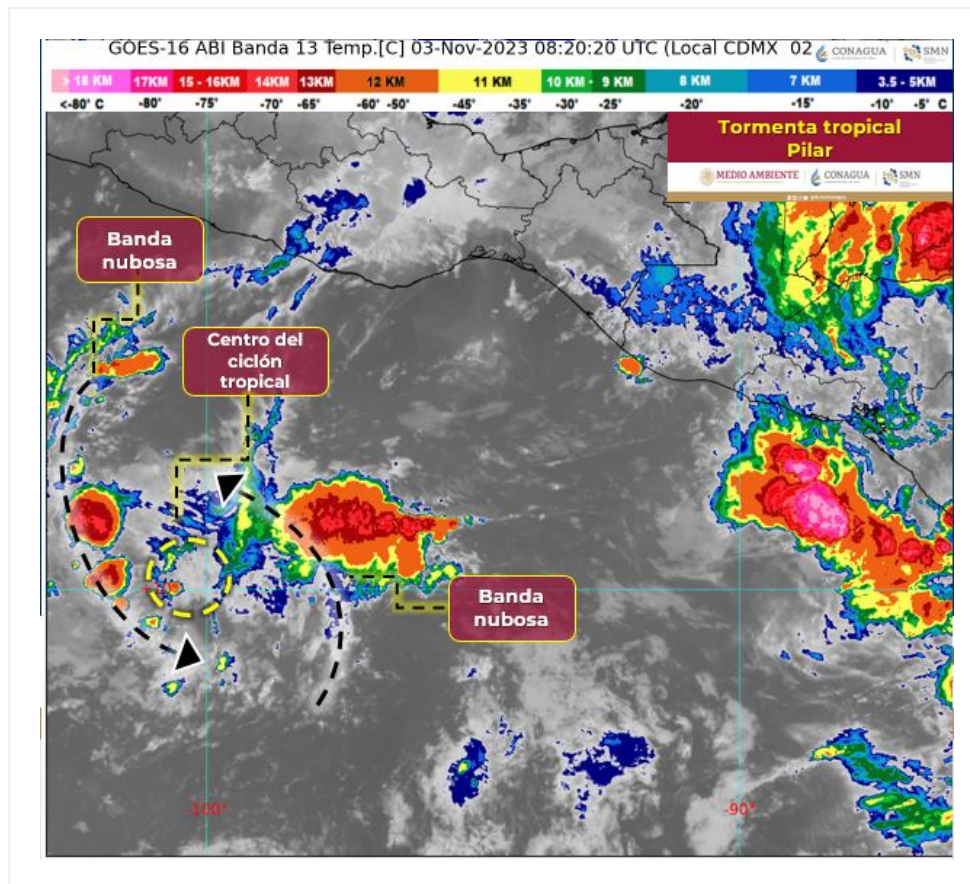 GOES-16 ABI Banda 13 Temp.[C] 03-Nov-2023 08:20:20 UTC (Local CDMX 02
CONAGUA
SMN
> 18 KM 17KM 15 - 16KM 14KM 13KM 12 KM 11 KM 10 KM - 9 KM 8 KM 7 KM 3.5 - 5KM
<-80° C -80° -75° -70° -65° -60° -50° -45° -35° -30° -25° -20° -15° -10° -5° C
Tormenta tropical
Pilar
MEDIO AMBIENTE
CONAGUA
SMN
Banda
nubosa
Centro del
ciclón
tropical
Banda
nubosa
-100°
-90°